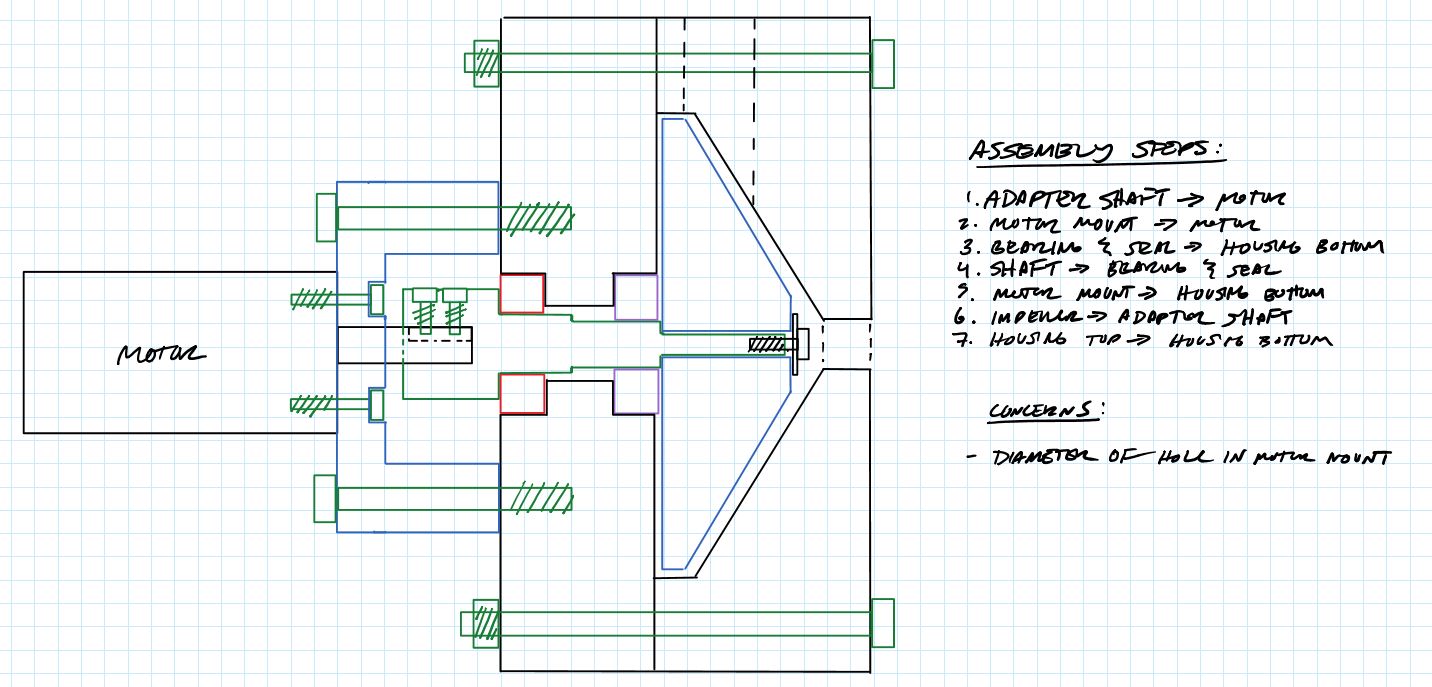 MOTOR
ASSEMBLY STEPS:
1. ADAPTER SHAFT → MOTOR
2. MOTOR MOUNT → MOTOR
3. BEARING & SEAL → HOUSING BOTTOM
4. SHAFT → BEARING & SEAL
5. MOTOR MOUNT → HOUSING BOTTOM
6. IMPELLER → ADAPTOR SHAFT
7. HOUSING TOP → HOUSING BOTTOM
CONCERNS:
- DIAMETER OF HOLE IN MOTOR MOUNT